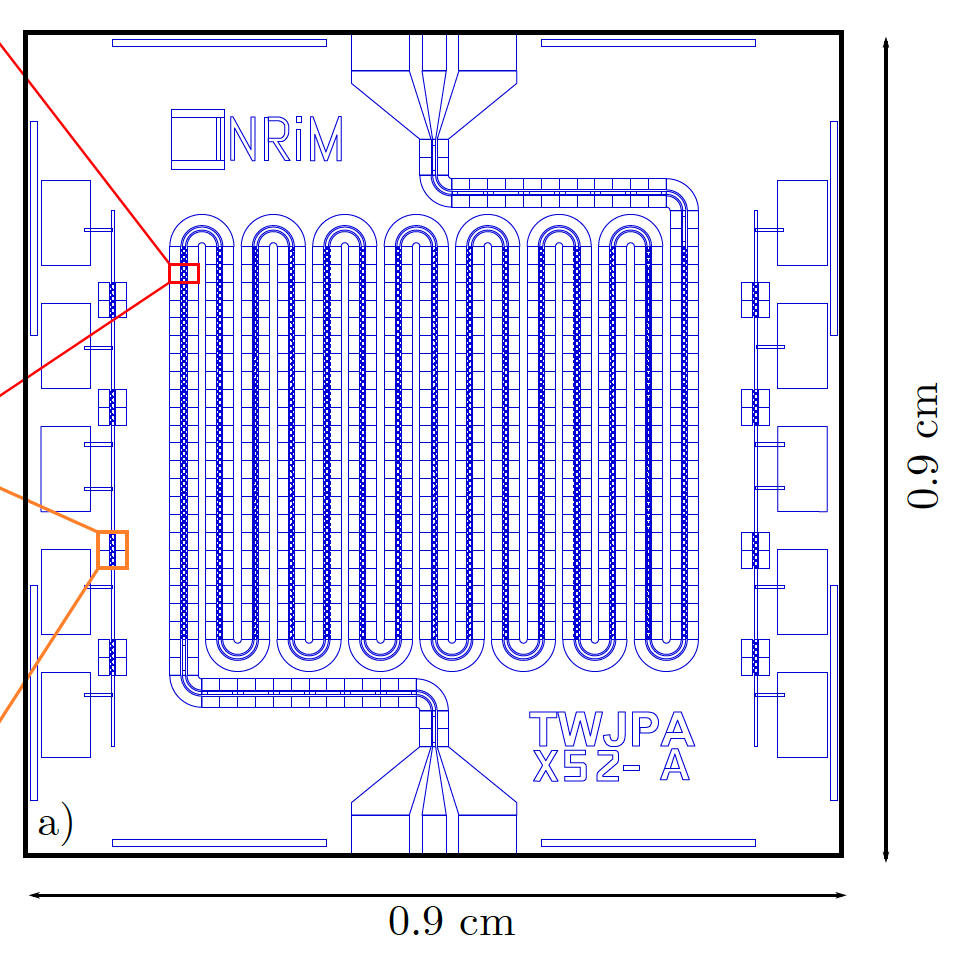 INRiM
0.9 cm
TWJPA
X52- A
a)
0.9 cm